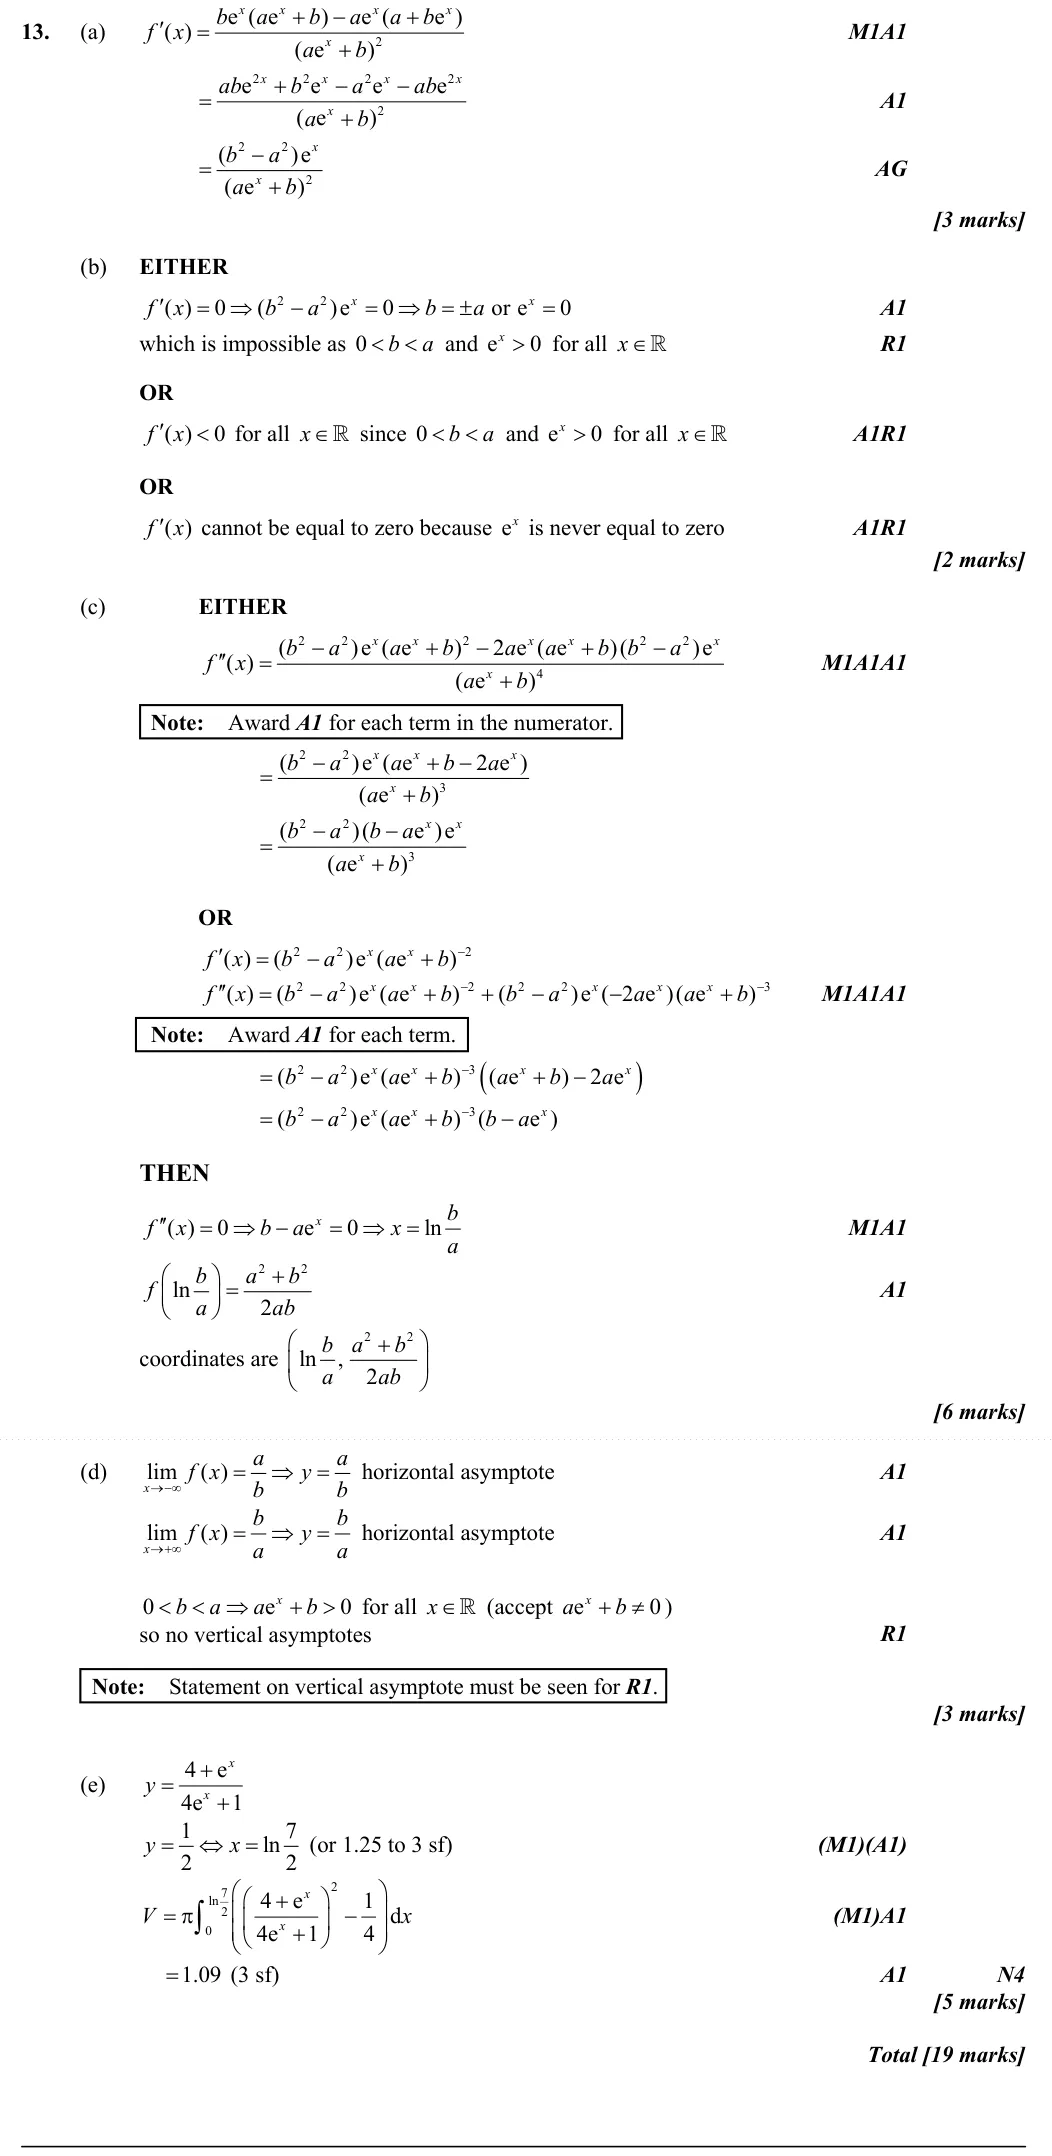 13. (a) f′(x) = (be^x(ae^x + b) − ae^x(a + be^x)) / (ae^x + b)^2 M1A1
= (abe^{2x} + b^2e^x − a^2e^x − abe^{2x}) / (ae^x + b)^2 A1
= ((b^2 − a^2)e^x) / (ae^x + b)^2 AG
[3 marks]
(b) EITHER
f′(x) = 0 ⇒ (b^2 − a^2)e^x = 0 ⇒ b = ±a or e^x = 0 A1
which is impossible as 0 < b < a and e^x > 0 for all x ∈ ℝ R1
OR
f′(x) < 0 for all x ∈ ℝ since 0 < b < a and e^x > 0 for all x ∈ ℝ A1R1
OR
f′(x) cannot be equal to zero because e^x is never equal to zero A1R1
[2 marks]
(c) EITHER
f″(x) = ((b^2 − a^2)e^x(ae^x + b)^2 − 2ae^x(ae^x + b)(b^2 − a^2)e^x) / (ae^x + b)^4 M1A1A1
Note: Award A1 for each term in the numerator.
= ((b^2 − a^2)e^x(ae^x + b − 2ae^x)) / (ae^x + b)^3
= ((b^2 − a^2)(b − ae^x)e^x) / (ae^x + b)^3
OR
f′(x) = (b^2 − a^2)e^x(ae^x + b)^{−2}
f″(x) = (b^2 − a^2)e^x(ae^x + b)^{−2} + (b^2 − a^2)e^x(−2ae^x)(ae^x + b)^{−3} M1A1A1
Note: Award A1 for each term.
= (b^2 − a^2)e^x(ae^x + b)^{−3}((ae^x + b) − 2ae^x)
= (b^2 − a^2)e^x(ae^x + b)^{−3}(b − ae^x)
THEN
f″(x) = 0 ⇒ b − ae^x = 0 ⇒ x = ln b/a M1A1
f(ln b/a) = (a^2 + b^2)/2ab A1
coordinates are (ln b/a, (a^2 + b^2)/2ab)
[6 marks]
(d) lim_{x→−∞} f(x) = a/b ⇒ y = a/b horizontal asymptote A1
lim_{x→+∞} f(x) = b/a ⇒ y = b/a horizontal asymptote A1
0 < b < a ⇒ ae^x + b > 0 for all x ∈ ℝ (accept ae^x + b ≠ 0)
so no vertical asymptotes R1
Note: Statement on vertical asymptote must be seen for R1.
[3 marks]
(e) y = (4 + e^x)/(4e^x + 1)
y = 1/2 ⇔ x = ln 7/2 (or 1.25 to 3 sf) (M1)(A1)
V = π∫_0^{ln 7/2} (((4 + e^x)/(4e^x + 1))^2 − 1/4) dx (M1)A1
= 1.09 (3 sf) A1 N4
[5 marks]
Total [19 marks]